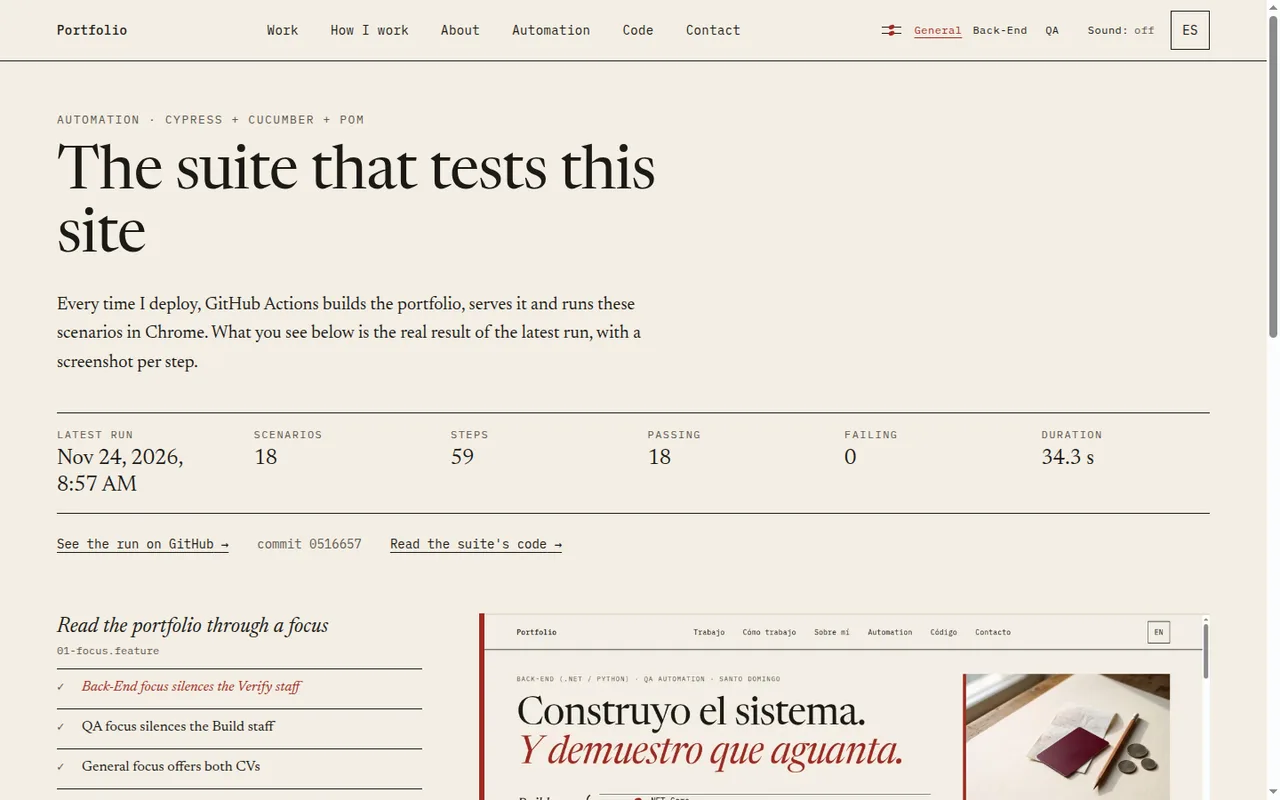 Portfolio
Work How I work About Automation Code Contact
General Back-End QA Sound: off ES
AUTOMATION · CYPRESS + CUCUMBER + POM
The suite that tests this
site
Every time I deploy, GitHub Actions builds the portfolio, serves it and runs these
scenarios in Chrome. What you see below is the real result of the latest run, with a
screenshot per step.
LATEST RUN
Nov 24, 2026,
8:57 AM
SCENARIOS
18
STEPS
59
PASSING
18
FAILING
0
DURATION
34.3 s
See the run on GitHub → commit 0516657 Read the suite's code →
Read the portfolio through a focus
01-focus.feature
✓ Back-End focus silences the Verify staff
✓ QA focus silences the Build staff
✓ General focus offers both CVs
Portfolio
Trabajo Cómo trabajo Sobre mí Automation Código Contacto
EN
BACK-END (.NET / PYTHON) · QA AUTOMATION · SANTO DOMINGO
Construyo el sistema.
Y demuestro que aguanta.